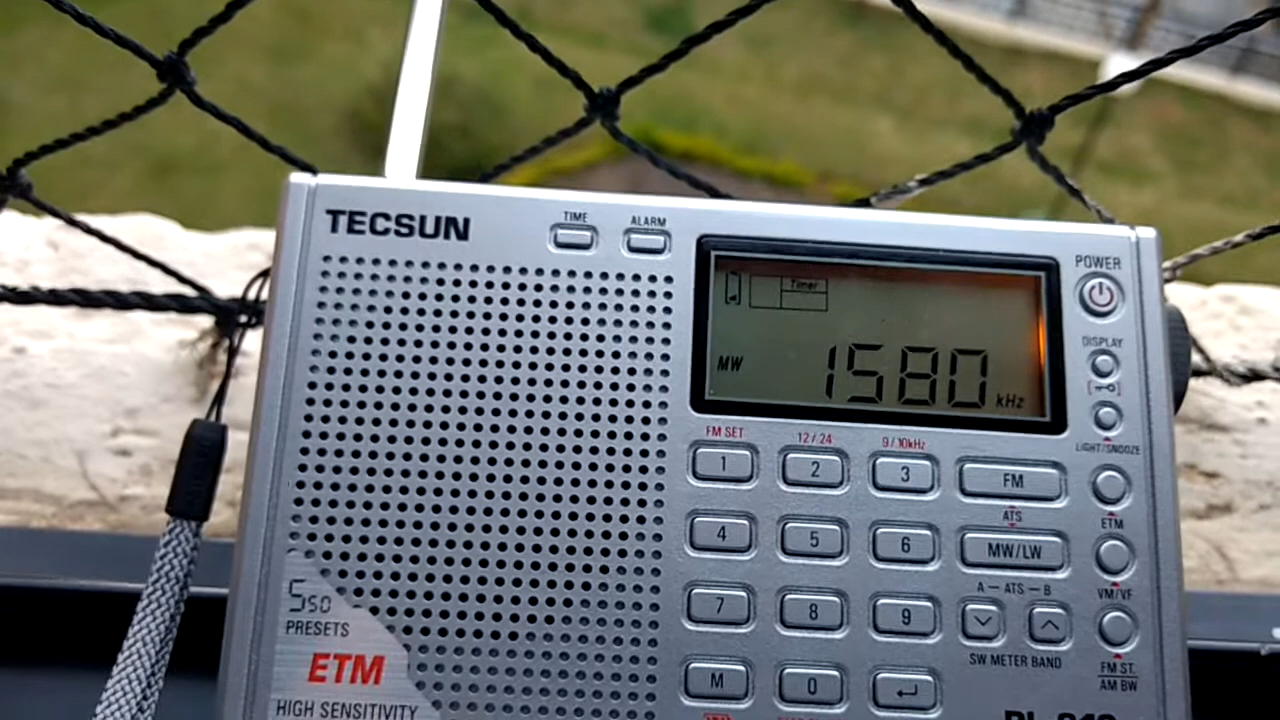 TECSUN
TIME
ALARM
POWER
Timer
MW
1580
kHz
DISPLAY
LIGHT/SNOOZE
FM SET
12/24
9/10kHz
1
2
3
FM
ATS
ETM
4
5
6
MW/LW
A — ATS — B
VM/VF
7
8
9
SW METER BAND
FM ST.
AM BW
M
0
550
PRESETS
ETM
HIGH SENSITIVITY